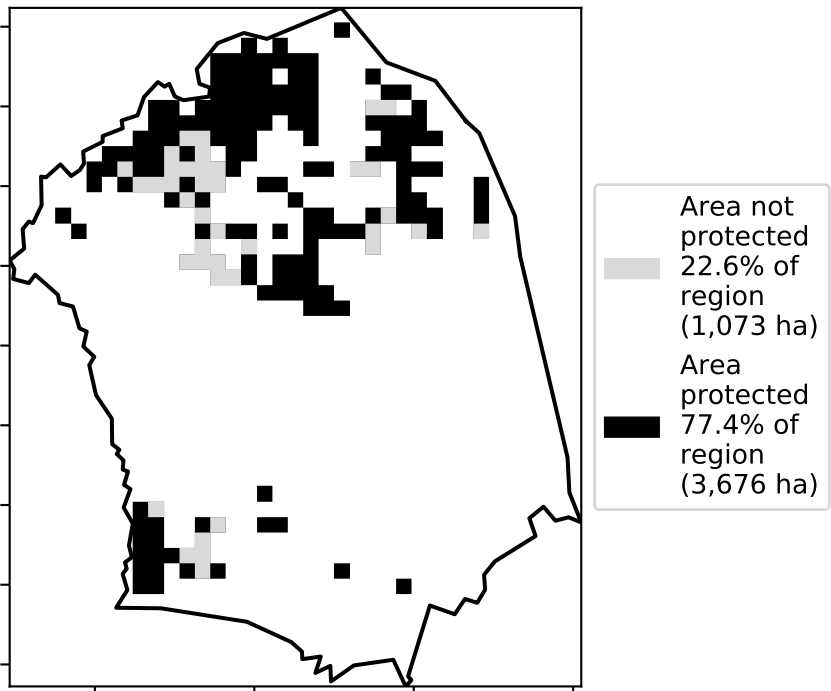 Area not
protected
22.6% of
region
(1,073 ha)
Area
protected
77.4% of
region
(3,676 ha)